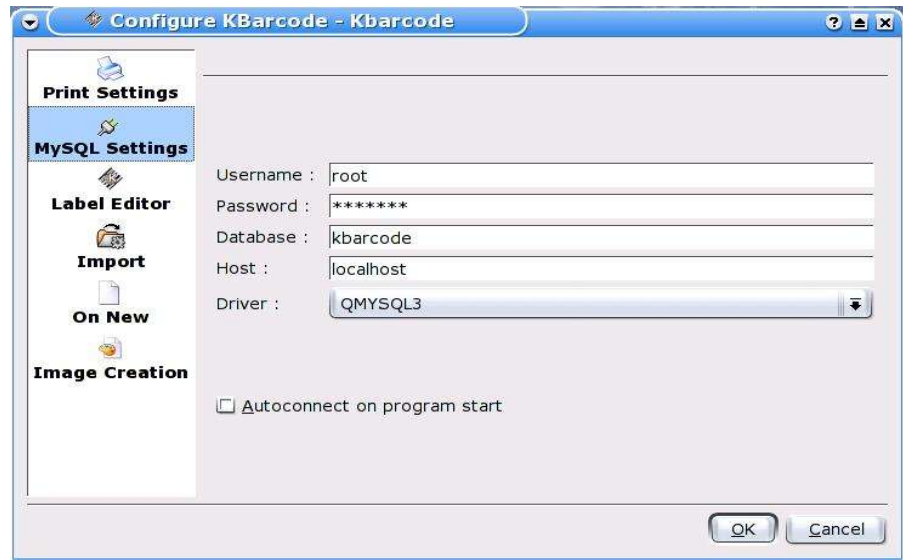 Configure KBarcode - Kbarcode
Print Settings
MySQL Settings
Label Editor
Import
On New
Image Creation
Username : root
Password : *******
Database : kbarcode
Host : localhost
Driver : QMYSQL3
Autoconnect on program start
OK Cancel